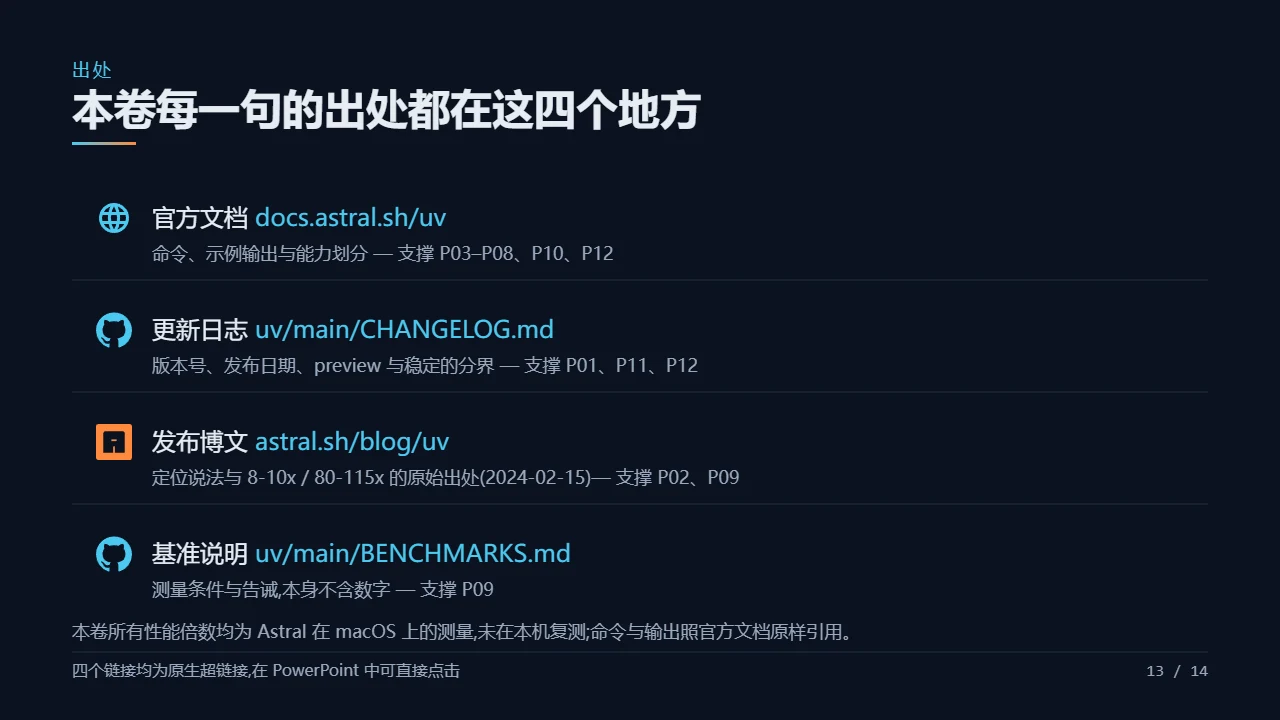 出处
本卷每一句的出处都在这四个地方
官方文档 docs.astral.sh/uv
命令、示例输出与能力划分 — 支撑 P03–P08、P10、P12
更新日志 uv/main/CHANGELOG.md
版本号、发布日期、preview 与稳定的分界 — 支撑 P01、P11、P12
发布博文 astral.sh/blog/uv
定位说法与 8-10x / 80-115x 的原始出处(2024-02-15)— 支撑 P02、P09
基准说明 uv/main/BENCHMARKS.md
测量条件与告诫,本身不含数字 — 支撑 P09
本卷所有性能倍数均为 Astral 在 macOS 上的测量,未在本机复测;命令与输出照官方文档原样引用。
四个链接均为原生超链接,在 PowerPoint 中可直接点击
13 / 14